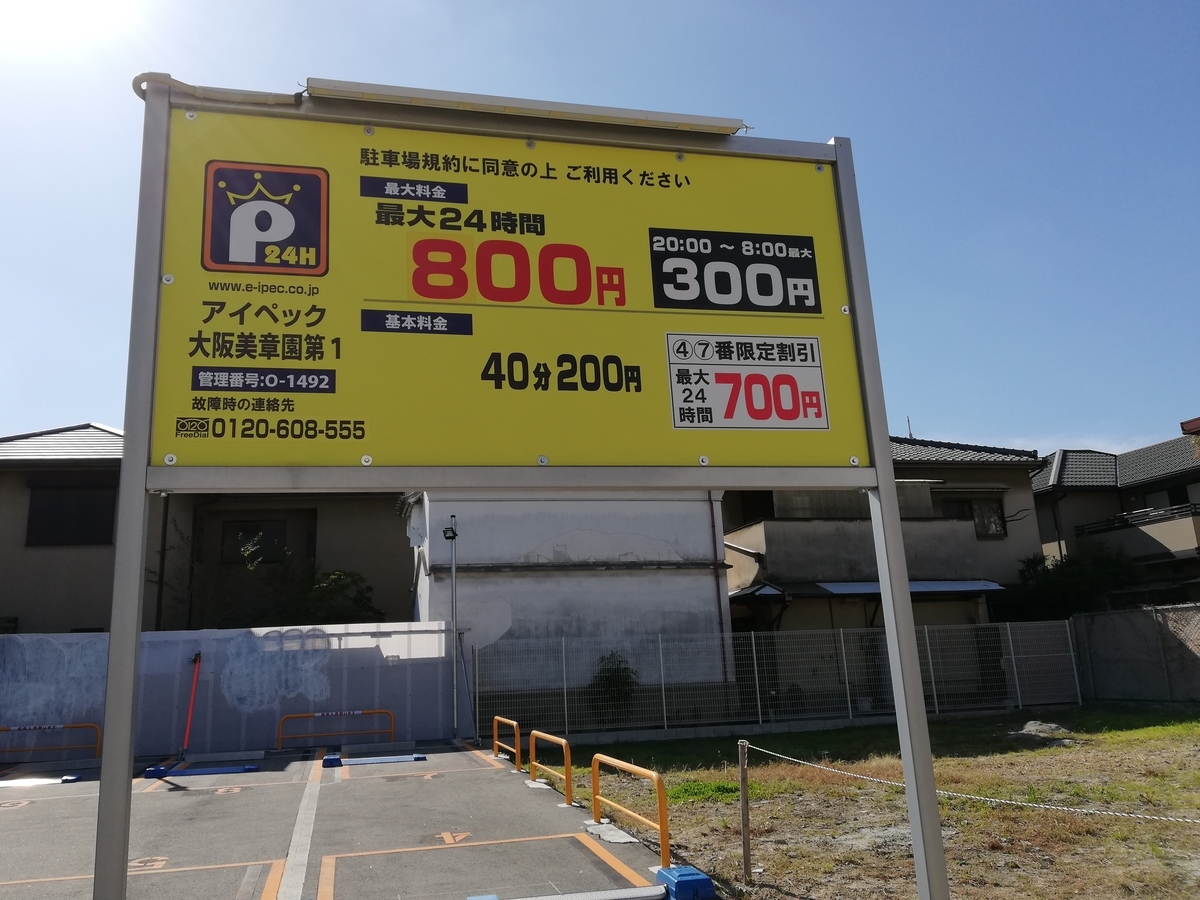 駐車場規約に同意の上 ご利用ください
P
24H
www.e-ipec.co.jp
アイペック
大阪美章園第1
管理番号:O-1492
故障時の連絡先
0120
FreeDial
0120-608-555
最大料金
最大24時間
800円
20:00 ~ 8:00最大
300円
基本料金
40分200円
④⑦番限定割引
最大
24
時間
700円
4
5